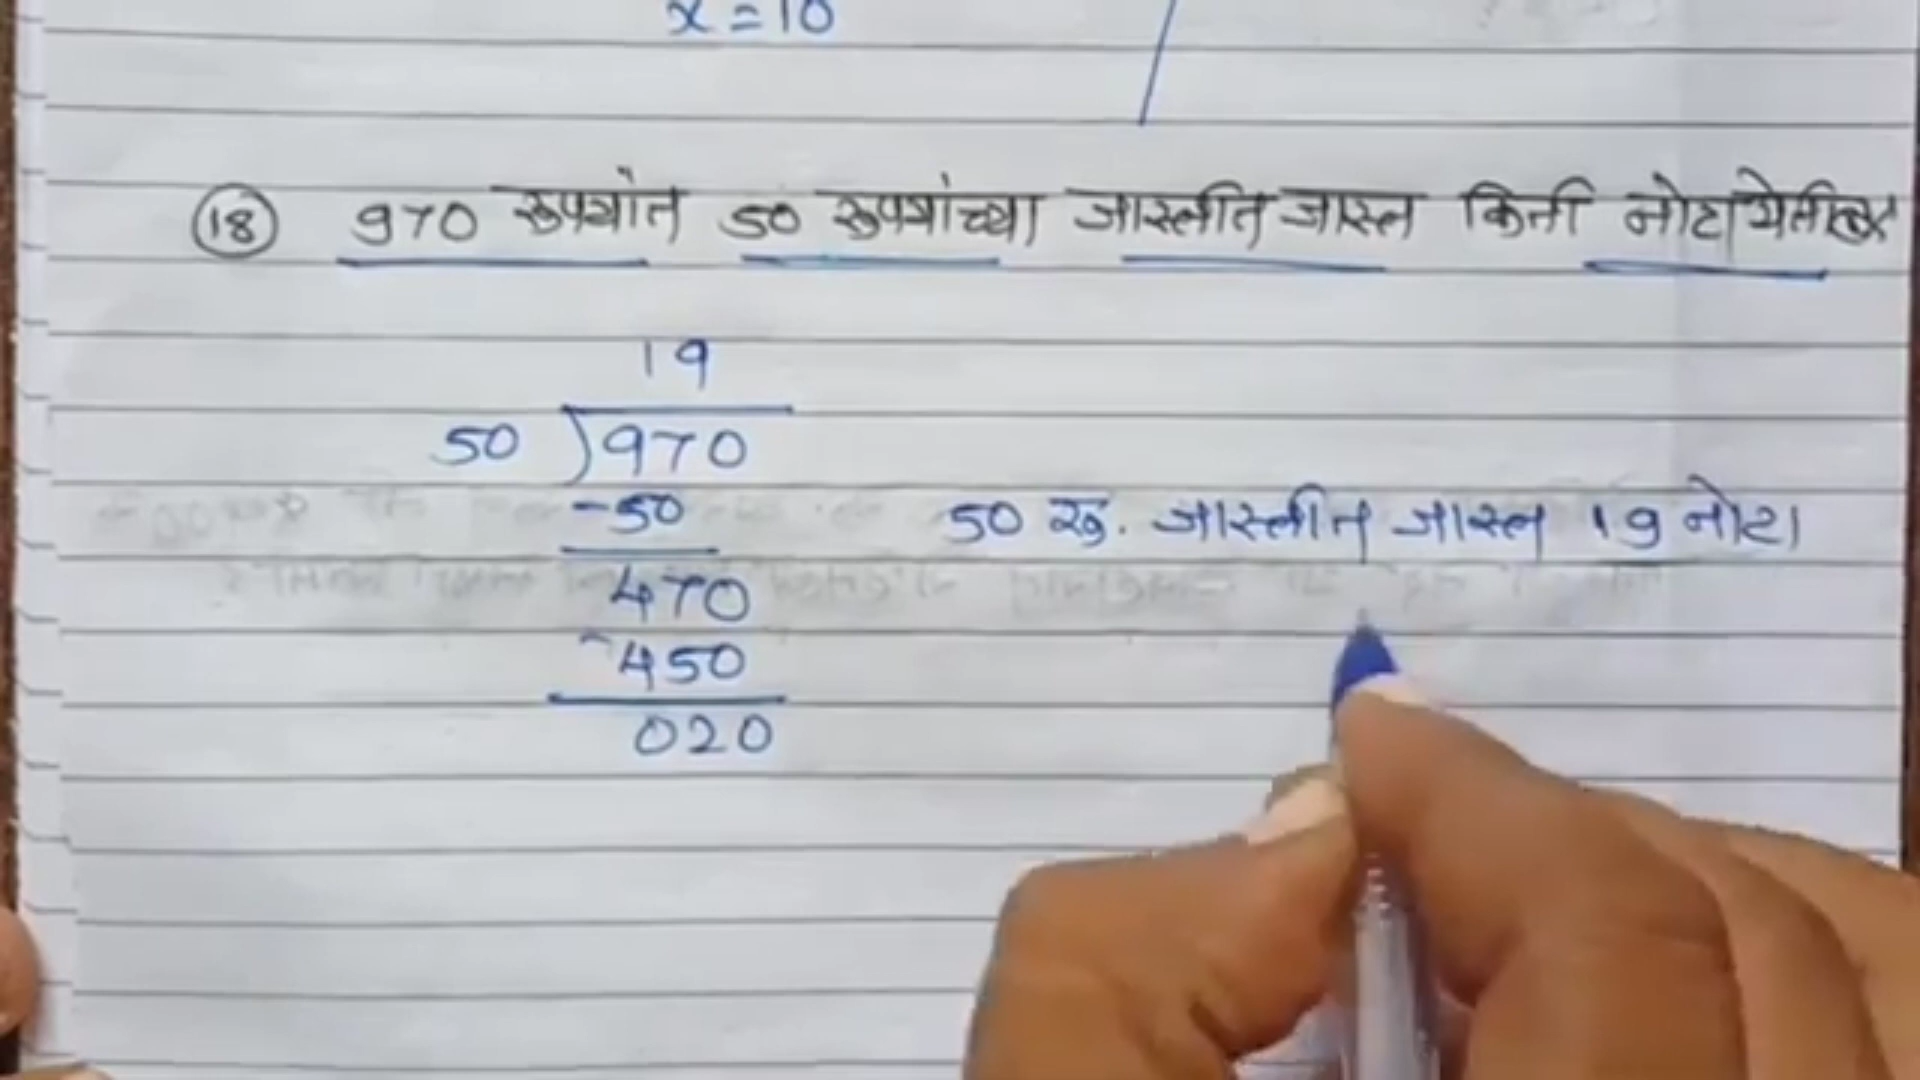 x = 10
18 970 रुपयांत 50 रुपयांच्या जास्तीत जास्त किती नोटा येतील
19
50 ) 970
- 50
470
- 450
020
50 रु. जास्तीत जास्त 19 नोटा